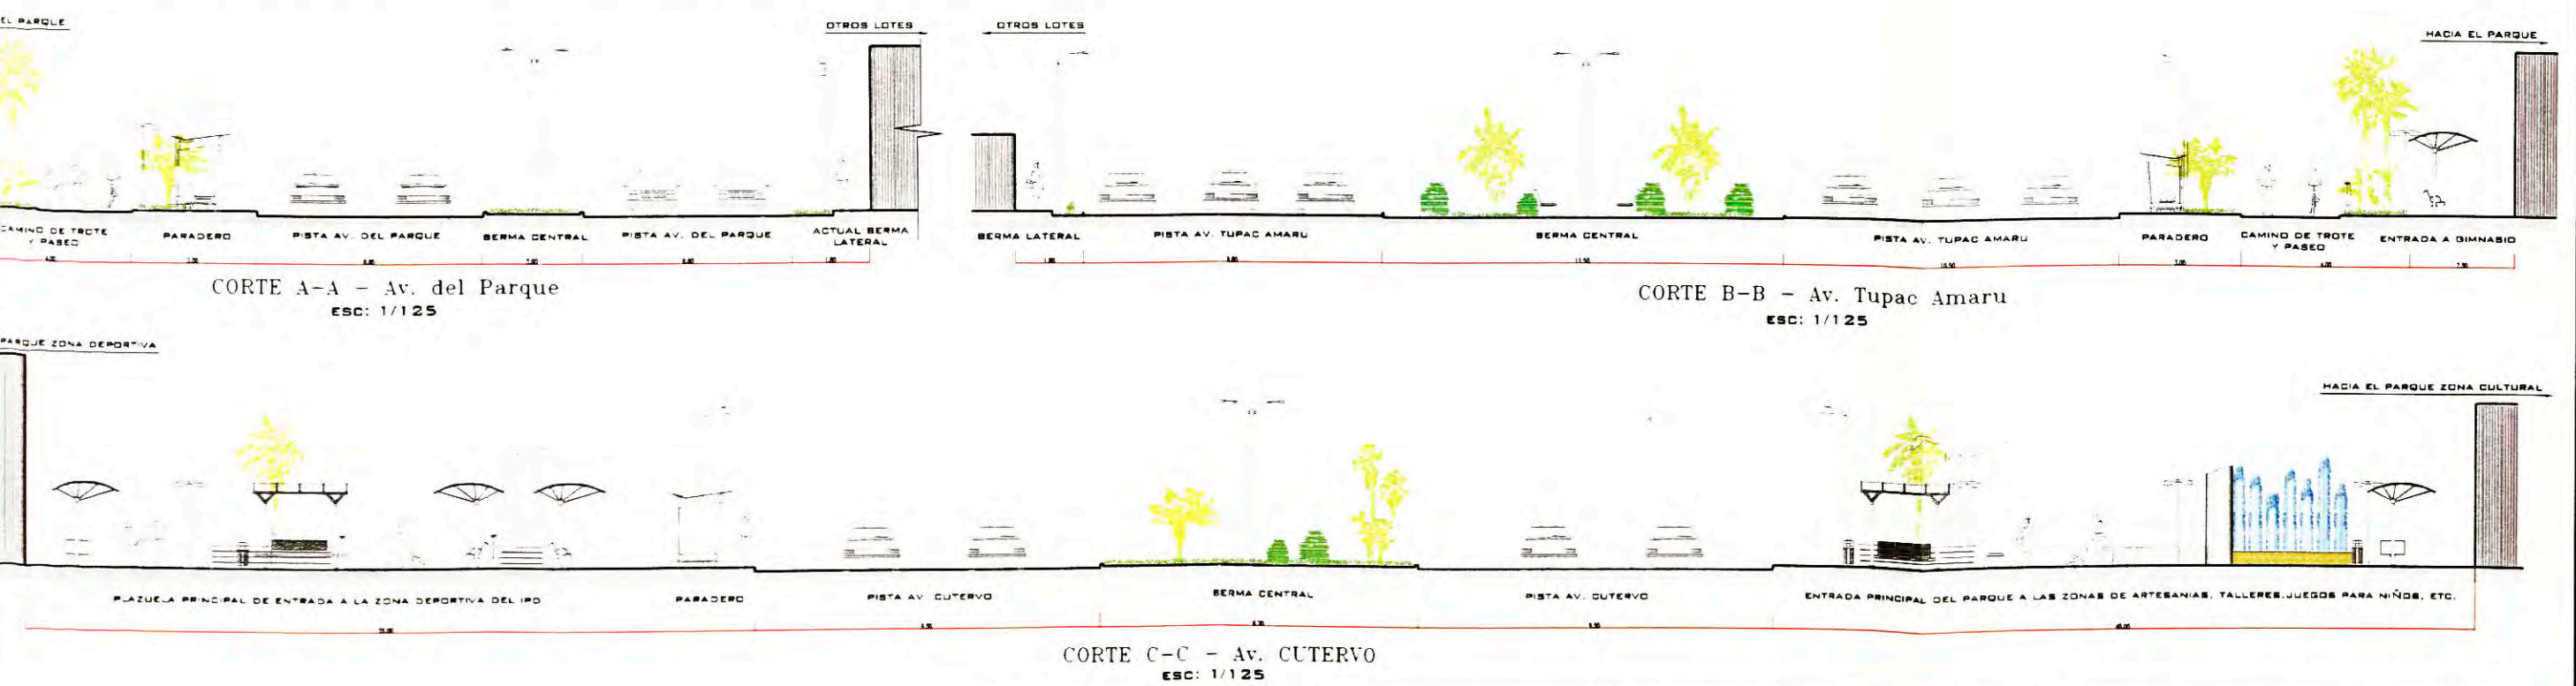 EL PARQUE
OTROS LOTES
OTROS LOTES
HACIA EL PARQUE
CAMINO DE TROTE
Y PASEO
PARADERO
PISTA AV. DEL PARQUE
BERMA CENTRAL
PISTA AV. DEL PARQUE
ACTUAL BERMA
LATERAL
BERMA LATERAL
PISTA AV. TUPAC AMARU
BERMA CENTRAL
PISTA AV. TUPAC AMARU
PARADERO
CAMINO DE TROTE
Y PASEO
ENTRADA A GIMNASIO
CORTE A-A - Av. del Parque
ESC: 1/125
CORTE B-B - Av. Tupac Amaru
ESC: 1/125
PARQUE ZONA DEPORTIVA
HACIA EL PARQUE ZONA CULTURAL
PLAZUELA PRINCIPAL DE ENTRADA A LA ZONA DEPORTIVA DEL IPD
PARADERO
PISTA AV. CUTERVO
BERMA CENTRAL
PISTA AV. CUTERVO
ENTRADA PRINCIPAL DEL PARQUE A LAS ZONAS DE ARTESANIAS, TALLERES,JUEGOS PARA NIÑOS, ETC.
CORTE C-C - Av. CUTERVO
ESC: 1/125